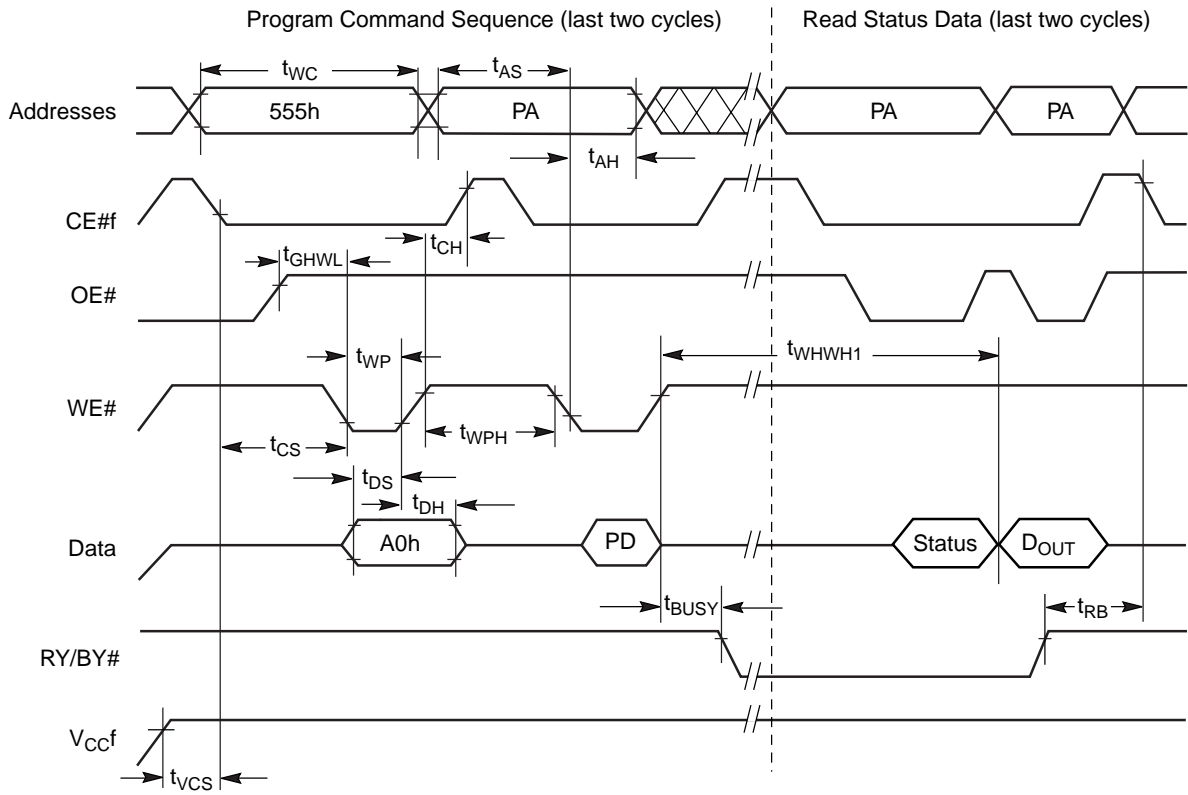 Program Command Sequence (last two cycles) Read Status Data (last two cycles)
tWC tAS
Addresses 555h PA PA PA
tAH
CE#f
tCH
tGHWL
OE#
tWP tWHWH1
WE#
tCS tWPH
tDS
tDH
Data A0h PD Status DOUT
tBUSY tRB
RY/BY#
VCCf
tVCS